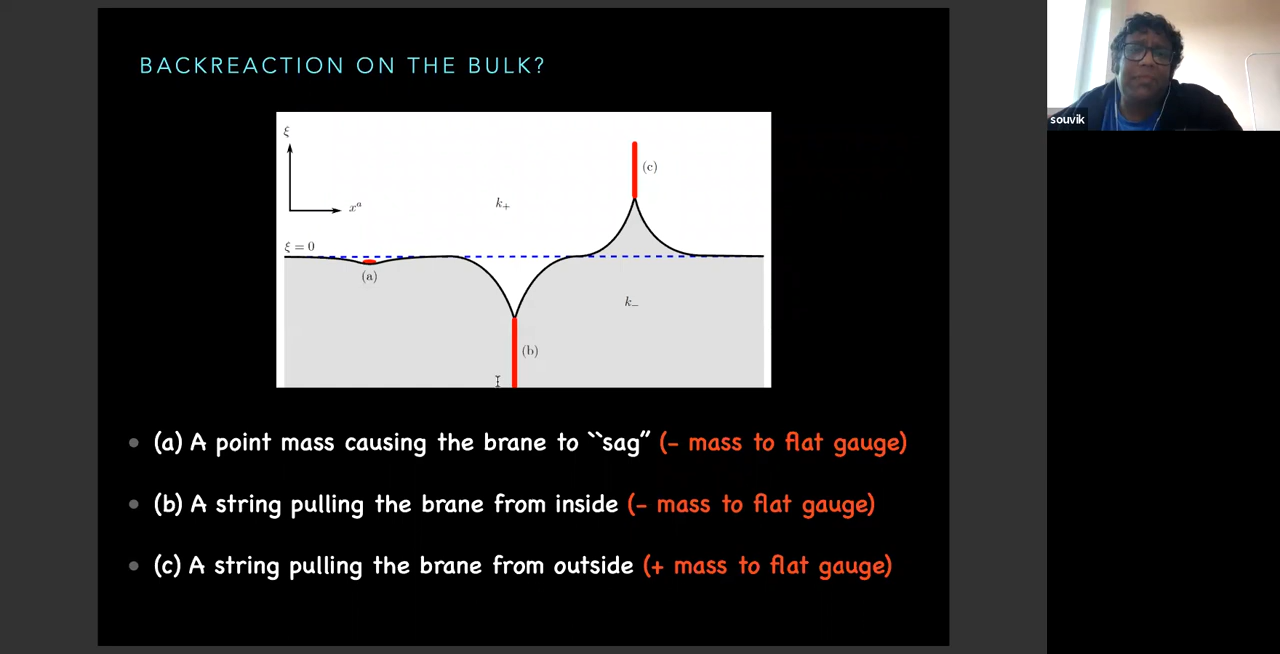 BACKREACTION ON THE BULK?
souvik
ξ
(c)
k₊
xᵃ
ξ = 0
(a)
k₋
(b)
• (a) A point mass causing the brane to ``sag” (- mass to flat gauge)
• (b) A string pulling the brane from inside (- mass to flat gauge)
• (c) A string pulling the brane from outside (+ mass to flat gauge)